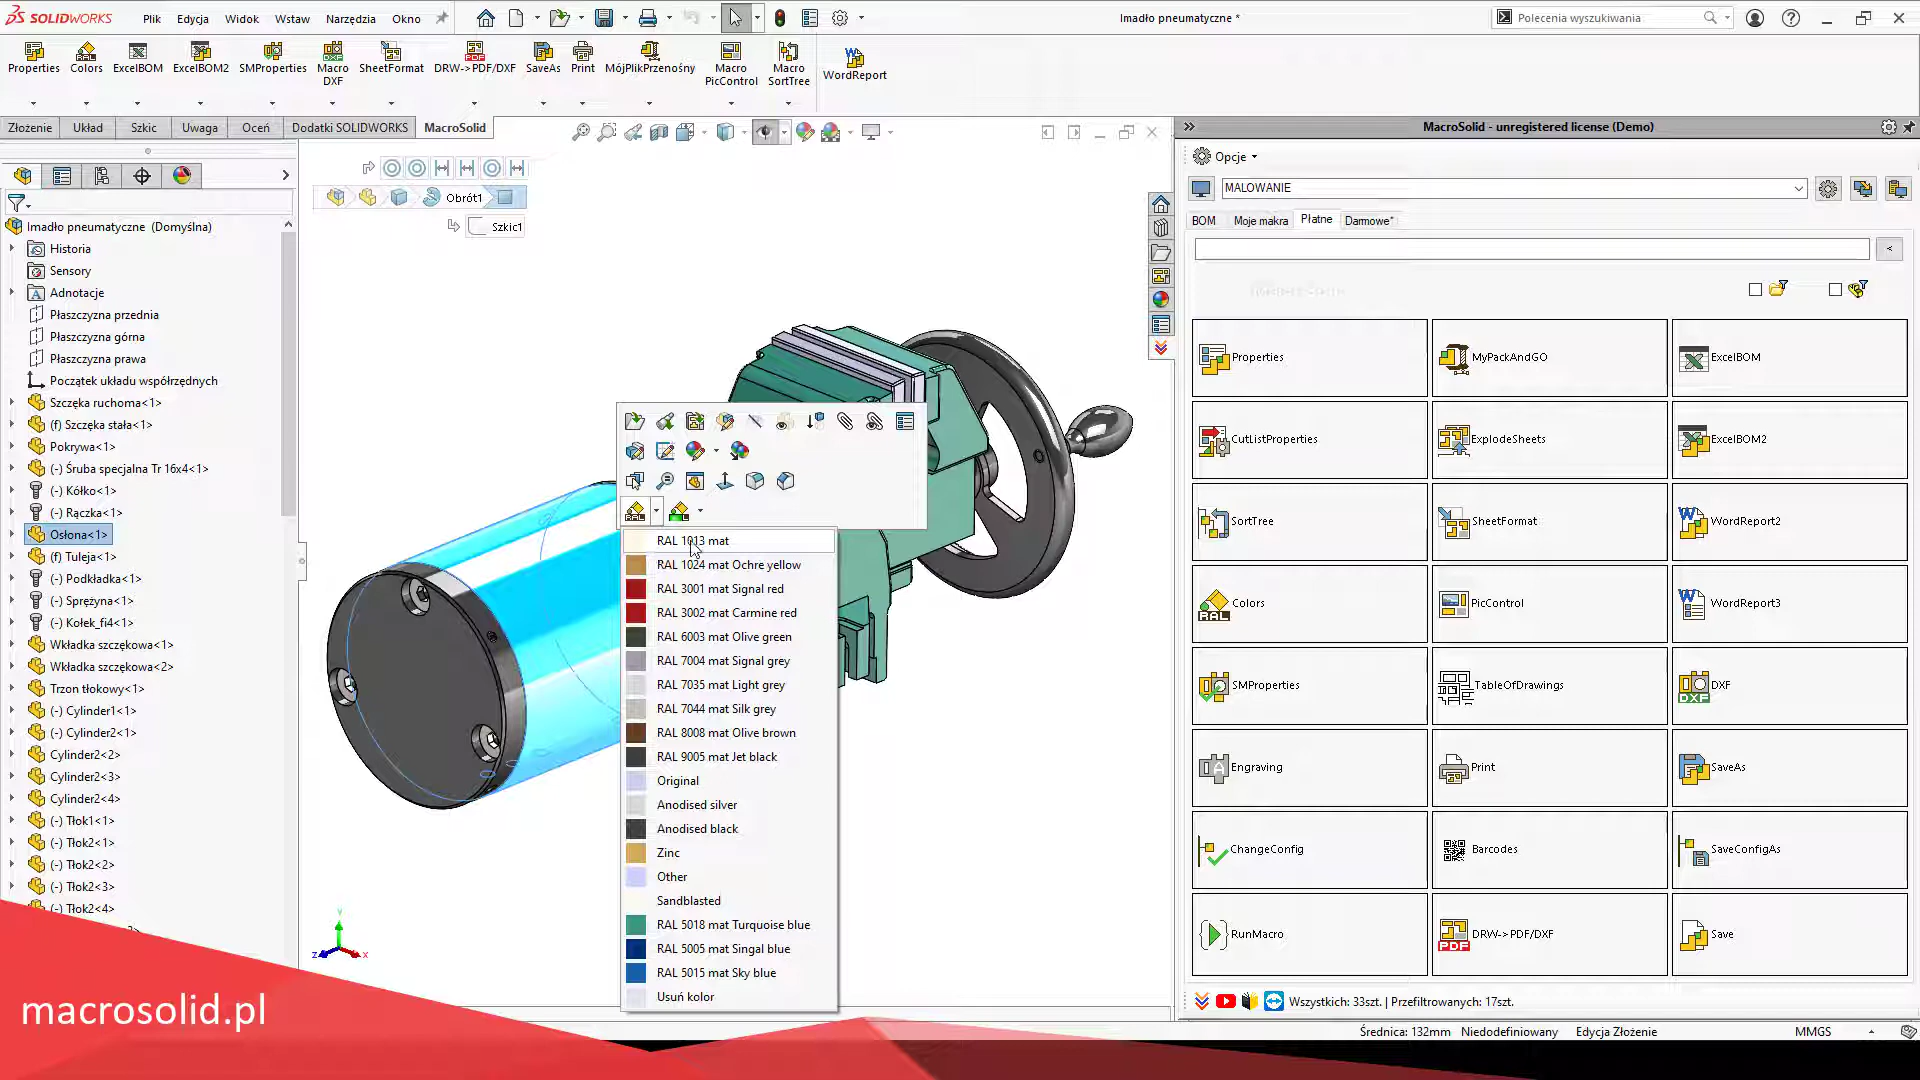 SOLIDWORKS Plik Edycja Widok Wstaw Narzędzia Okno Imadło pneumatyczne * Polecenia wyszukiwania
Properties Colors ExcelBOM ExcelBOM2 SMProperties Macro DXF SheetFormat DRW->PDF/DXF SaveAs Print MójPlikPrzenośny Macro PicControl Macro SortTree WordReport
Złożenie Układ Szkic Uwaga Oceń Dodatki SOLIDWORKS MacroSolid
MacroSolid - unregistered license (Demo)
Opcje
MALOWANIE
BOM Moje makra Płatne Darmowe*
Obrót1
Szkic1
Imadło pneumatyczne (Domyślna)
Historia
Sensory
Adnotacje
Płaszczyzna przednia
Płaszczyzna górna
Płaszczyzna prawa
Początek układu współrzędnych
Szczęka ruchoma<1>
(f) Szczęka stała<1>
Pokrywa<1>
(-) Śruba specjalna Tr 16x4<1>
(-) Kółko<1>
(-) Rączka<1>
Osłona<1>
(f) Tuleja<1>
(-) Podkładka<1>
(-) Sprężyna<1>
(-) Kołek_fi4<1>
Wkładka szczękowa<1>
Wkładka szczękowa<2>
Trzon tłokowy<1>
(-) Cylinder1<1>
(-) Cylinder2<1>
Cylinder2<2>
Cylinder2<3>
Cylinder2<4>
(-) Tłok1<1>
(-) Tłok2<1>
(-) Tłok2<2>
(-) Tłok2<3>
(-) Tłok2<4>
RAL 1013 mat
RAL 1024 mat Ochre yellow
RAL 3001 mat Signal red
RAL 3002 mat Carmine red
RAL 6003 mat Olive green
RAL 7004 mat Signal grey
RAL 7035 mat Light grey
RAL 7044 mat Silk grey
RAL 8008 mat Olive brown
RAL 9005 mat Jet black
Original
Anodised silver
Anodised black
Zinc
Other
Sandblasted
RAL 5018 mat Turquoise blue
RAL 5005 mat Singal blue
RAL 5015 mat Sky blue
Usuń kolor
Properties MyPackAndGO ExcelBOM
CutListProperties ExplodeSheets ExcelBOM2
SortTree SheetFormat WordReport2
Colors PicControl WordReport3
SMProperties TableOfDrawings DXF
Engraving Print SaveAs
ChangeConfig Barcodes SaveConfigAs
RunMacro DRW->PDF/DXF Save
Wszystkich: 33szt. | Przefiltrowanych: 17szt.
Średnica: 132mm Niedodefiniowany Edycja Złożenie MMGS
macrosolid.pl